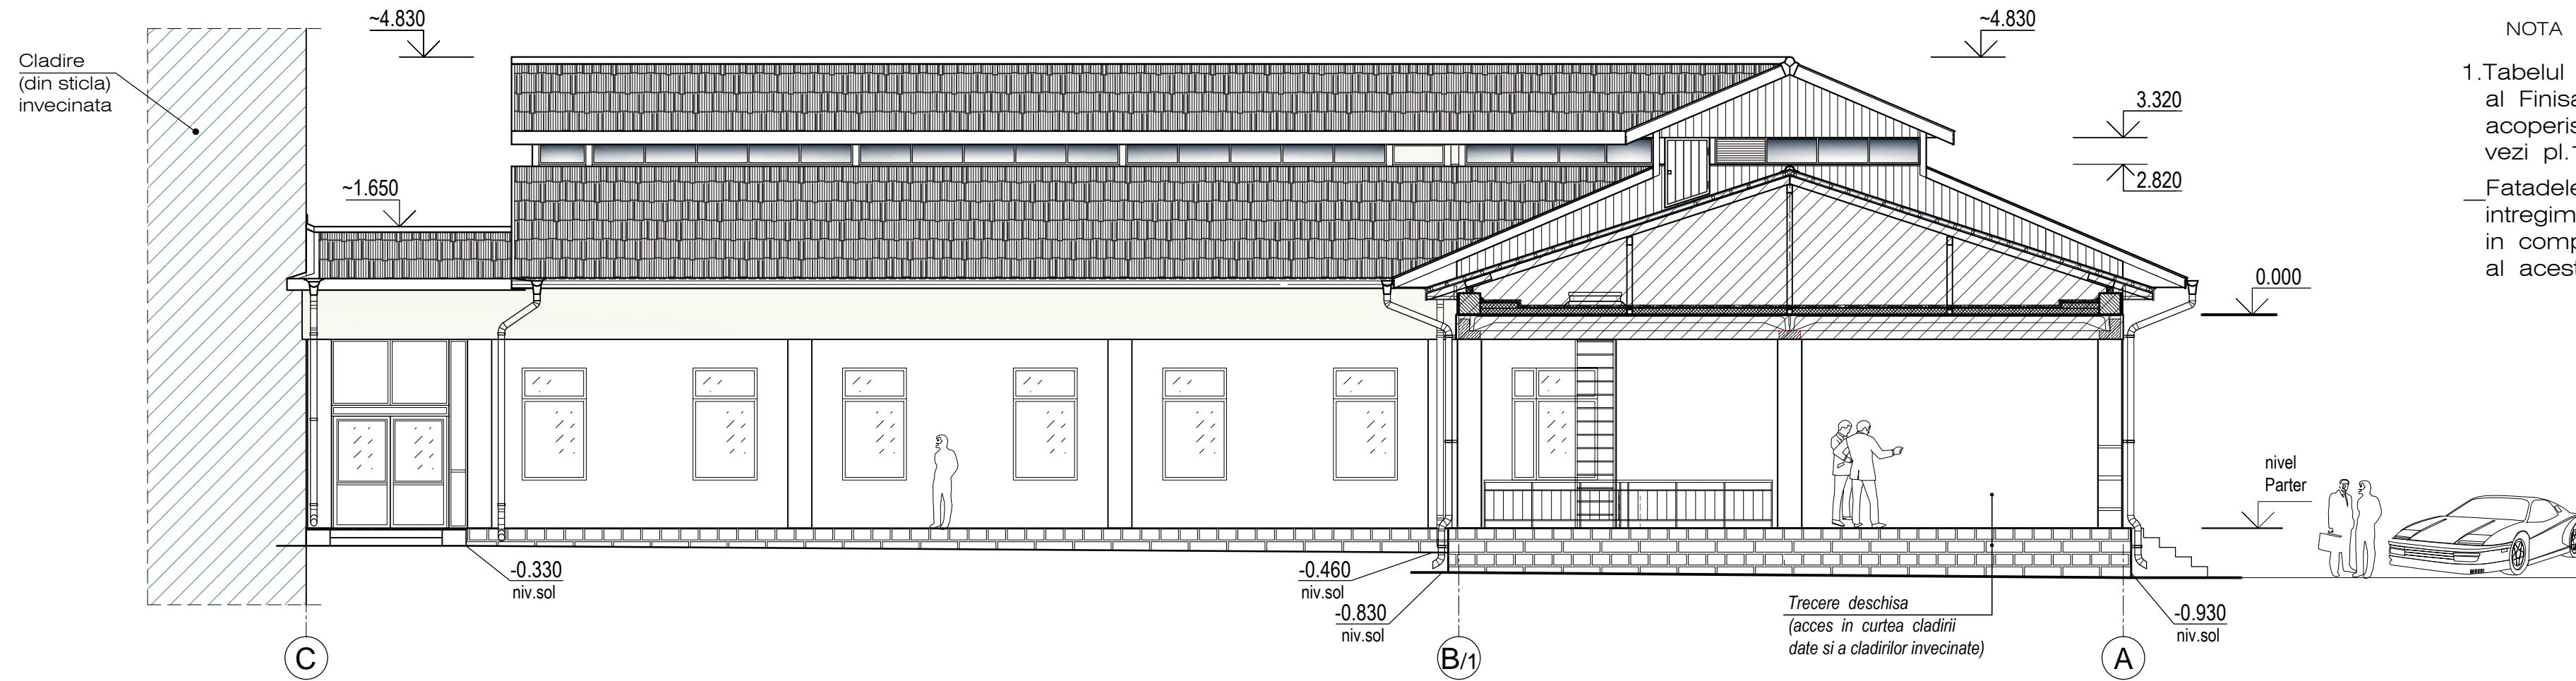 ~4.830
~4.830
NOTA
Cladire
(din sticla)
invecinata
1.Tabelul
al Finisa
acoperis
vezi pl.
3.320
2.820
~1.650
Fatadele
intregim
in comp
al acest
0.000
nivel
Parter
-0.330
niv.sol
-0.460
niv.sol
-0.830
niv.sol
Trecere deschisa
(acces in curtea cladirii
date si a cladirilor invecinate)
-0.930
niv.sol
C
B/1
A